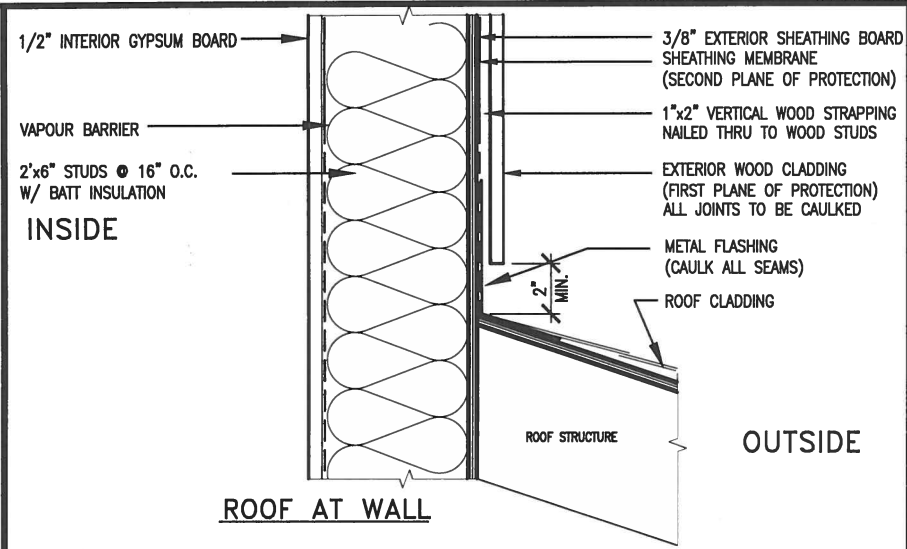 1/2" INTERIOR GYPSUM BOARD
VAPOUR BARRIER
2'x6" STUDS @ 16" O.C.
W/ BATT INSULATION
INSIDE
3/8" EXTERIOR SHEATHING BOARD
SHEATHING MEMBRANE
(SECOND PLANE OF PROTECTION)
1"x2" VERTICAL WOOD STRAPPING
NAILED THRU TO WOOD STUDS
EXTERIOR WOOD CLADDING
(FIRST PLANE OF PROTECTION)
ALL JOINTS TO BE CAULKED
METAL FLASHING
(CAULK ALL SEAMS)
2"
MIN.
ROOF CLADDING
ROOF STRUCTURE
OUTSIDE
ROOF AT WALL